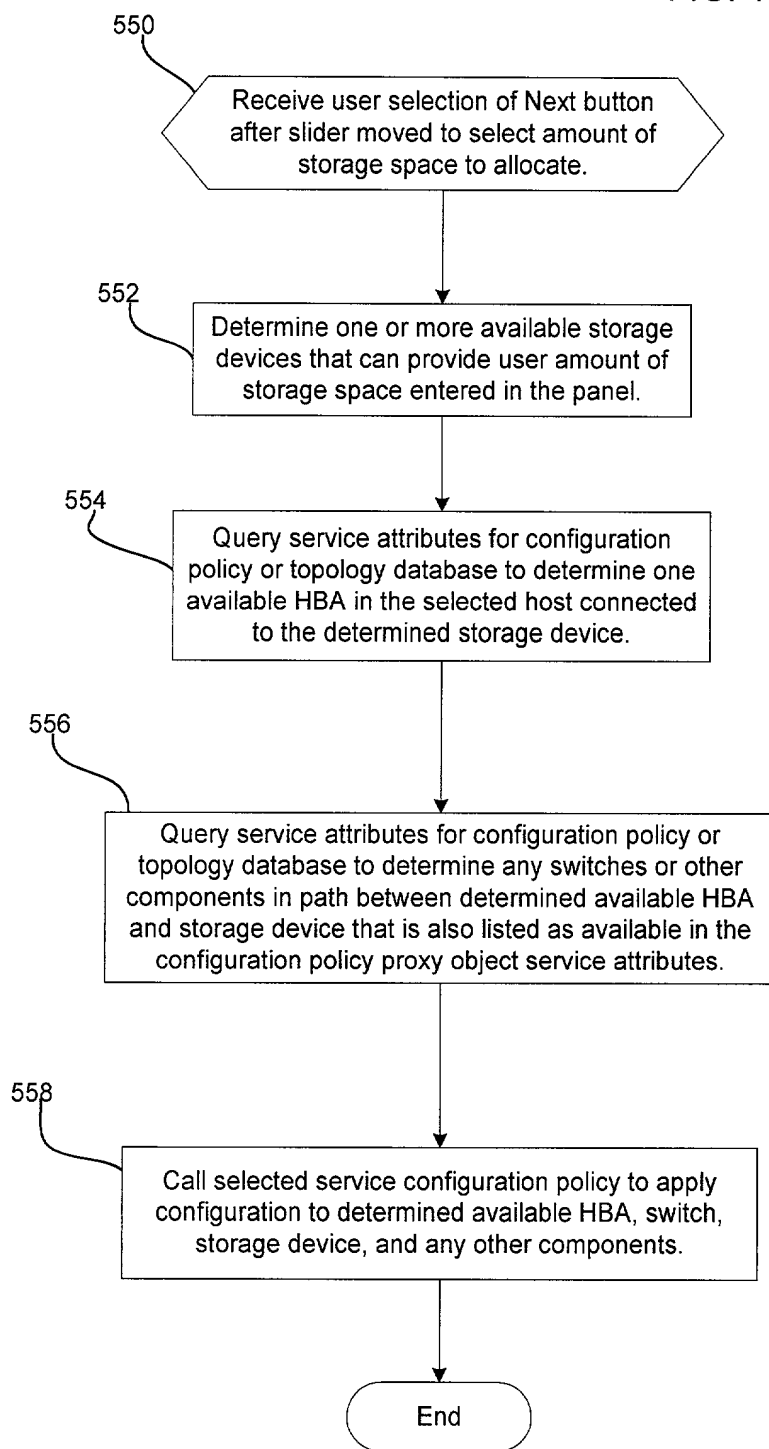 550
Receive user selection of Next button
after slider moved to select amount of
storage space to allocate.
552
Determine one or more available storage
devices that can provide user amount of
storage space entered in the panel.
554
Query service attributes for configuration
policy or topology database to determine one
available HBA in the selected host connected
to the determined storage device.
556
Query service attributes for configuration policy or
topology database to determine any switches or other
components in path between determined available HBA
and storage device that is also listed as available in the
configuration policy proxy object service attributes.
558
Call selected service configuration policy to apply
configuration to determined available HBA, switch,
storage device, and any other components.
End